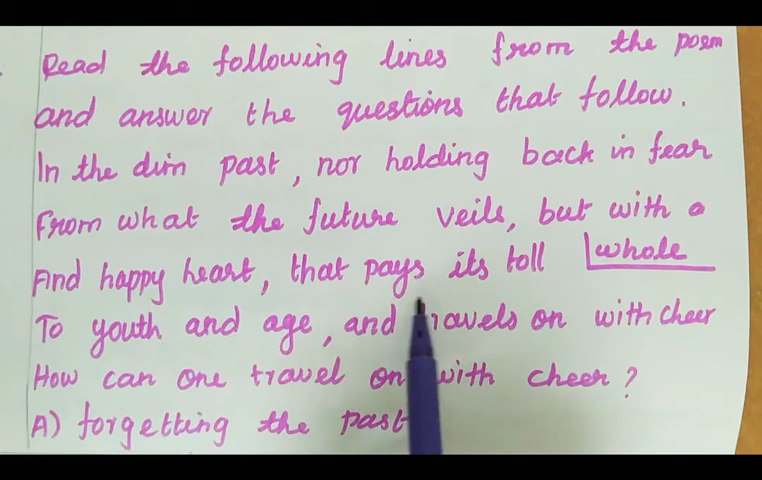 Read the following lines from the poem
and answer the questions that follow.
In the dim past, nor holding back in fear
From what the future veils, but with a
whole
And happy heart, that pays its toll
To youth and age, and travels on with cheer
How can one travel on with cheer?
A) forgetting the past